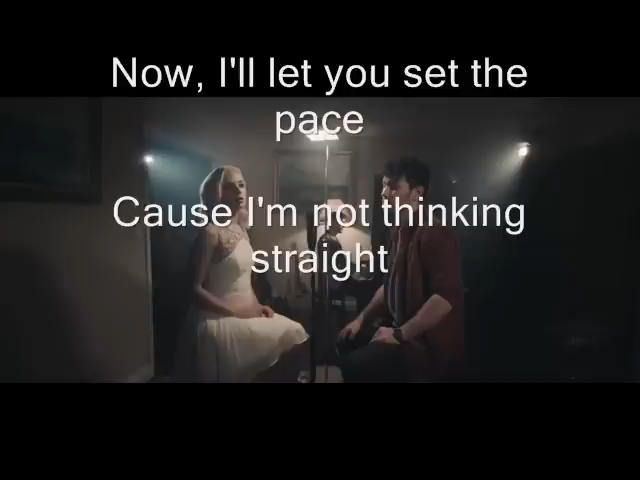 Now, I'll let you set the
pace
Cause I'm not thinking
straight